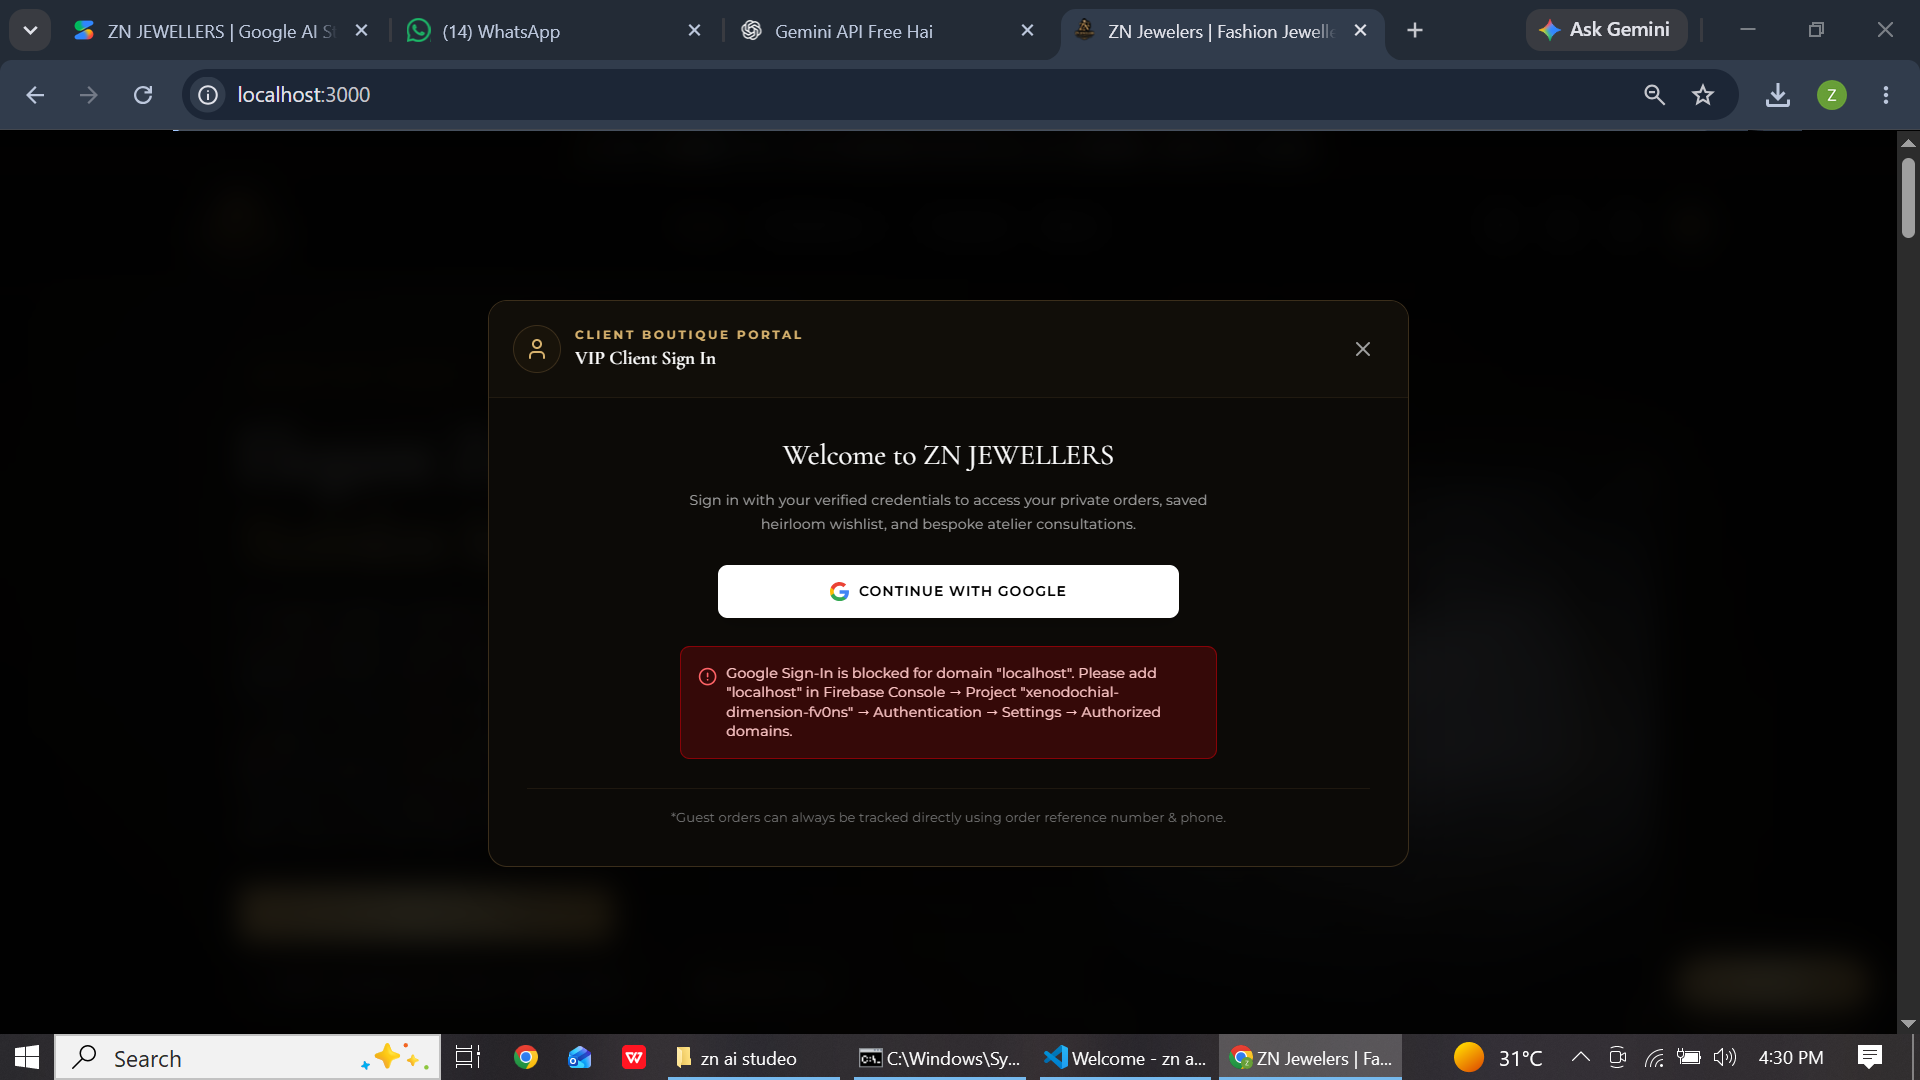 ZN JEWELLERS | Google AI St
(14) WhatsApp
Gemini API Free Hai
ZN Jewelers | Fashion Jewelle
Ask Gemini
localhost:3000
Z
CLIENT BOUTIQUE PORTAL
VIP Client Sign In
Welcome to ZN JEWELLERS
Sign in with your verified credentials to access your private orders, saved
heirloom wishlist, and bespoke atelier consultations.
CONTINUE WITH GOOGLE
Google Sign-In is blocked for domain "localhost". Please add
"localhost" in Firebase Console → Project "xenodochial-
dimension-fv0ns" → Authentication → Settings → Authorized
domains.
*Guest orders can always be tracked directly using order reference number & phone.
Search
zn ai studeo
C:\Windows\Sy...
Welcome - zn a...
ZN Jewelers | Fa...
31°C
4:30 PM